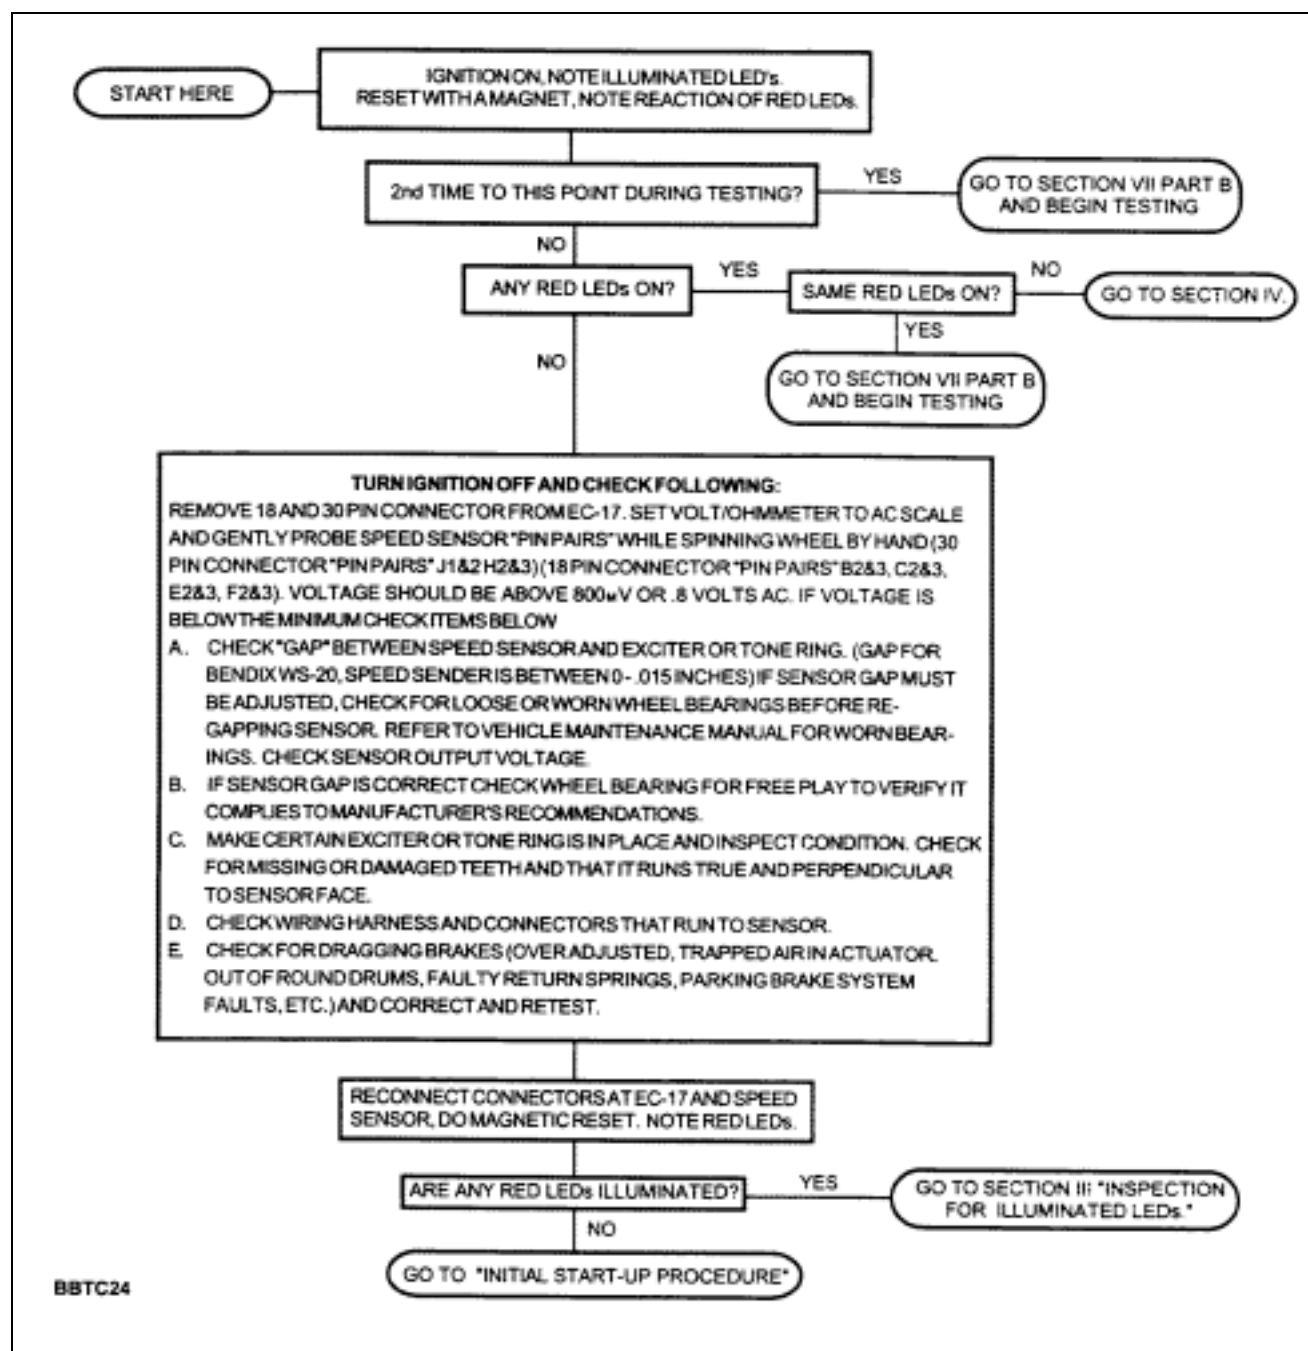 START HERE
IGNITION ON, NOTE ILLUMINATED LED's.
RESET WITH A MAGNET, NOTE REACTION OF RED LEDs.
2nd TIME TO THIS POINT DURING TESTING?
YES
GO TO SECTION VII PART B
AND BEGIN TESTING
NO
ANY RED LEDs ON?
YES
SAME RED LEDs ON?
NO
GO TO SECTION IV.
YES
GO TO SECTION VII PART B
AND BEGIN TESTING
NO
TURN IGNITION OFF AND CHECK FOLLOWING:
REMOVE 18 AND 30 PIN CONNECTOR FROM EC-17. SET VOLT/OHMMETER TO AC SCALE
AND GENTLY PROBE SPEED SENSOR "PIN PAIRS" WHILE SPINNING WHEEL BY HAND (30
PIN CONNECTOR "PIN PAIRS" J1&2 H2&3) (18 PIN CONNECTOR "PIN PAIRS" B2&3, C2&3,
E2&3, F2&3). VOLTAGE SHOULD BE ABOVE 800мV OR .8 VOLTS AC. IF VOLTAGE IS
BELOW THE MINIMUM CHECK ITEMS BELOW
A. CHECK "GAP" BETWEEN SPEED SENSOR AND EXCITER OR TONE RING. (GAP FOR
BENDIX WS-20, SPEED SENDER IS BETWEEN 0 - .015 INCHES) IF SENSOR GAP MUST
BE ADJUSTED, CHECK FOR LOOSE OR WORN WHEEL BEARINGS BEFORE RE-
GAPPING SENSOR. REFER TO VEHICLE MAINTENANCE MANUAL FOR WORN BEAR-
INGS. CHECK SENSOR OUTPUT VOLTAGE.
B. IF SENSOR GAP IS CORRECT CHECK WHEEL BEARING FOR FREE PLAY TO VERIFY IT
COMPLIES TO MANUFACTURER'S RECOMMENDATIONS.
C. MAKE CERTAIN EXCITER OR TONE RING IS IN PLACE AND INSPECT CONDITION. CHECK
FOR MISSING OR DAMAGED TEETH AND THAT IT RUNS TRUE AND PERPENDICULAR
TO SENSOR FACE.
D. CHECK WIRING HARNESS AND CONNECTORS THAT RUN TO SENSOR.
E. CHECK FOR DRAGGING BRAKES (OVER ADJUSTED, TRAPPED AIR IN ACTUATOR.
OUT OF ROUND DRUMS, FAULTY RETURN SPRINGS, PARKING BRAKE SYSTEM
FAULTS, ETC.) AND CORRECT AND RETEST.
RECONNECT CONNECTORS AT EC-17 AND SPEED
SENSOR, DO MAGNETIC RESET. NOTE RED LEDs.
ARE ANY RED LEDs ILLUMINATED?
YES
GO TO SECTION III "INSPECTION
FOR ILLUMINATED LEDs."
NO
GO TO "INITIAL START-UP PROCEDURE"
BBTC24